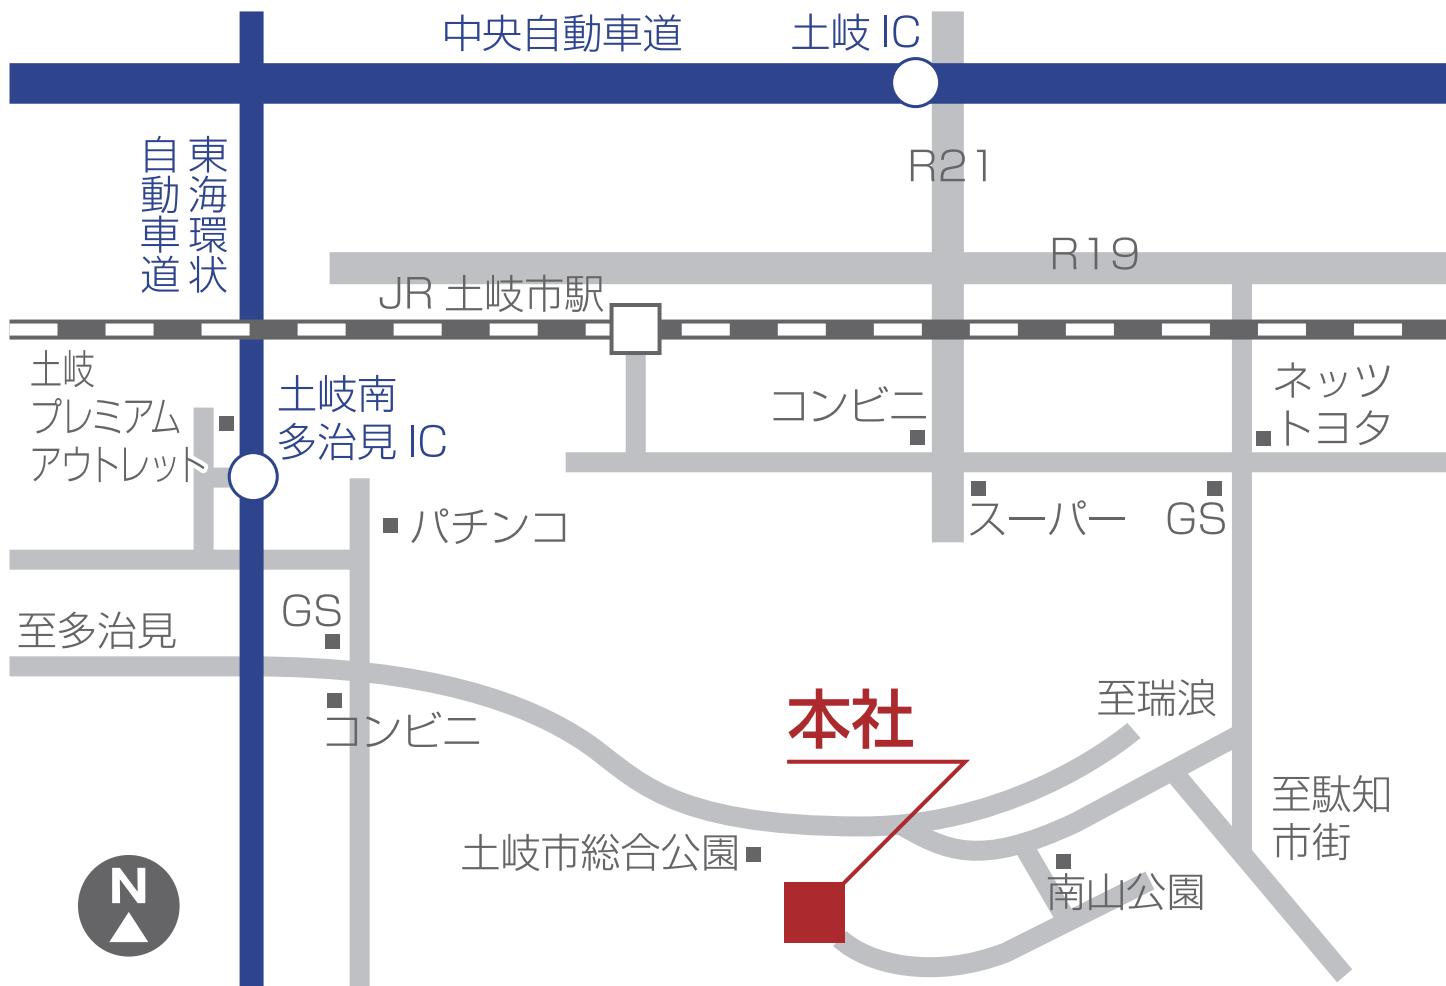 中央自動車道
土岐IC
東海環状
自動車道
R21
R19
JR 土岐市駅
土岐
プレミアム
アウトレット
土岐南
多治見IC
コンビニ
ネッツ
トヨタ
パチンコ
スーパー
GS
GS
至多治見
コンビニ
本社
至瑞浪
至駄知
市街
土岐市総合公園
南山公園
N